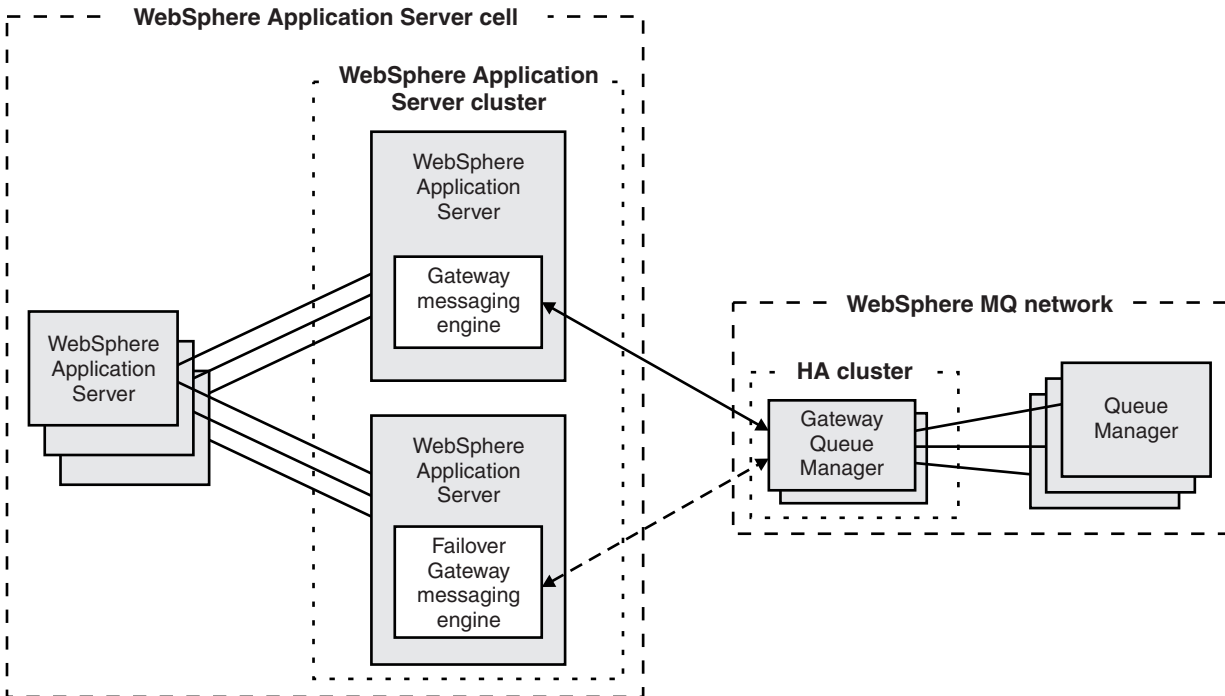 WebSphere Application Server cell
WebSphere Application
Server cluster
WebSphere
Application
Server
Gateway
messaging
engine
WebSphere
Application
Server
WebSphere
Application
Server
Failover
Gateway
messaging
engine
WebSphere MQ network
HA cluster
Gateway
Queue
Manager
Queue
Manager